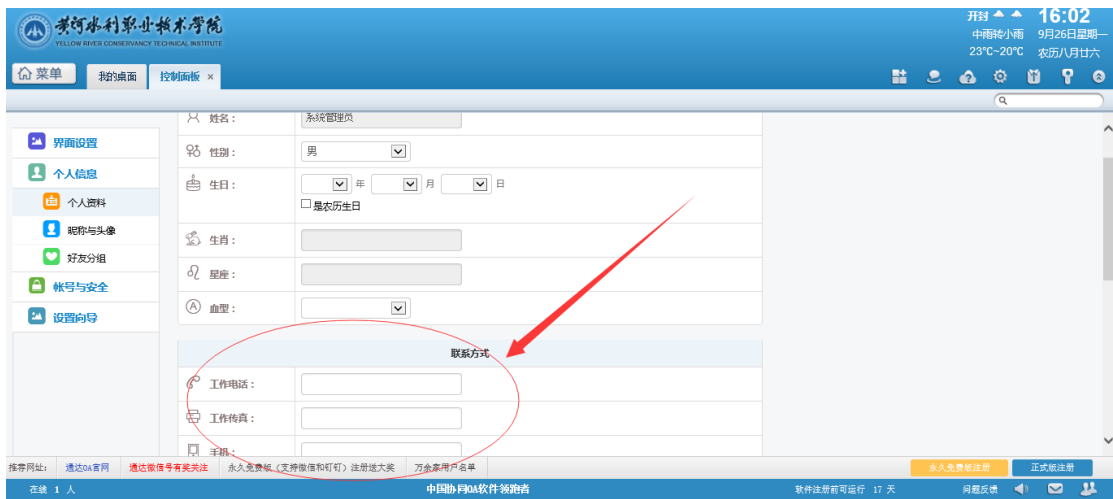 黄河水利职业技术学院
YELLOW RIVER CONSERVANCY TECHNICAL INSTITUTE
开封 16:02
中雨转小雨 9月26日星期一
23℃~20℃ 农历八月廿六
菜单 我的桌面 控制面板 ×
界面设置
个人信息
个人资料
昵称与头像
好友分组
帐号与安全
设置向导
姓名: 系统管理员
性别: 男
生日: 年 月 日
是农历生日
生肖:
星座:
血型:
联系方式
工作电话:
工作传真:
手机:
推荐网址: 通达OA官网 通达微信号有奖关注 永久免费版(支持微信和钉钉)注册送大奖 万余家用户名单 永久免费版注册 正式版注册
在线 1 人 中国协同OA软件领跑者 软件注册前可运行 17 天 问题反馈